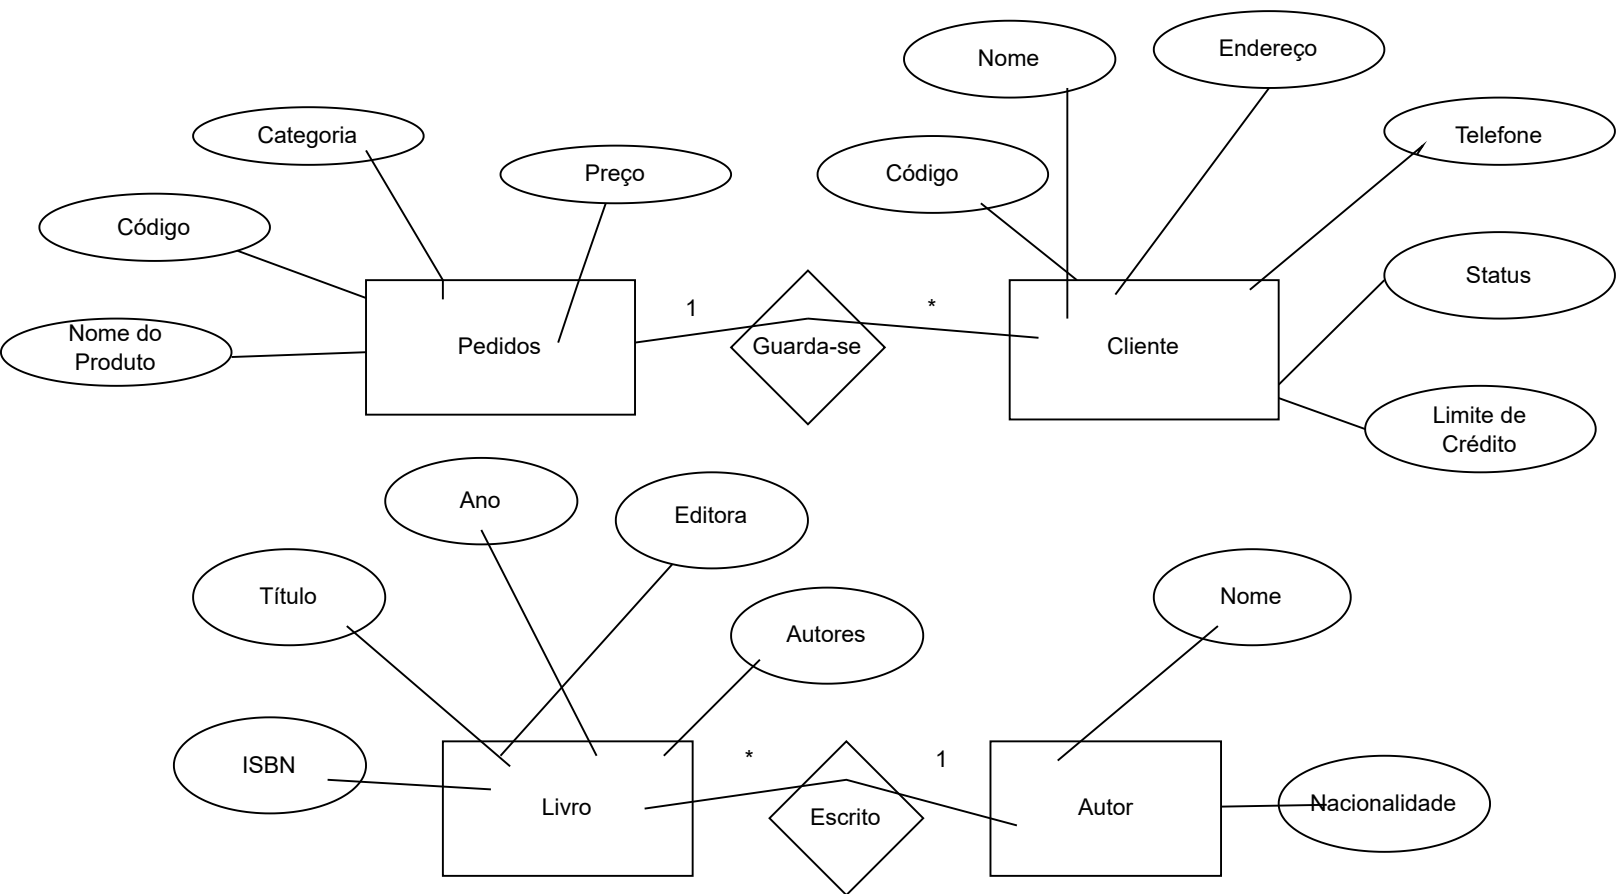 Nome
Endereço
Categoria
Telefone
Preço
Código
Código
Status
1
*
Nome do
Produto
Pedidos
Guarda-se
Cliente
Limite de
Crédito
Ano
Editora
Título
Nome
Autores
ISBN
*
1
Livro
Escrito
Autor
Nacionalidade